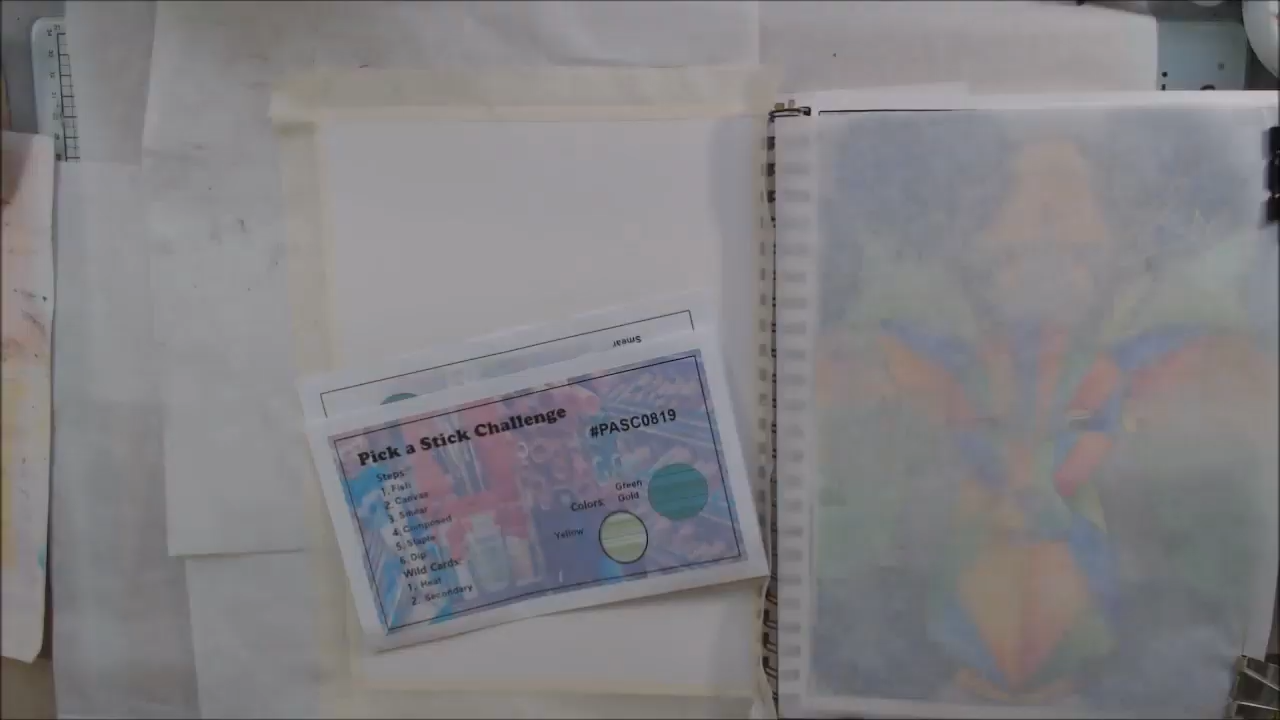 Smear
Pick a Stick Challenge
#PASC0819
Steps:
1. Fish
2. Canvas
3. Smear
4. Composed
5. Staple
6. Dip
Wild Cards:
1. Heat
2. Secondary
Colors:
Green
Gold
Yellow